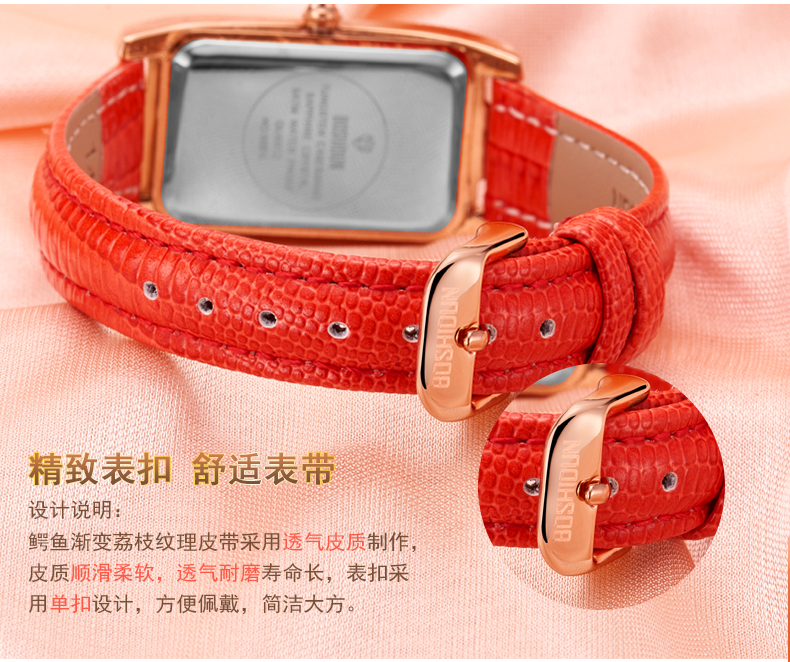 BOSHIDUN
BOSHIDUN
精致表扣 舒适表带
设计说明：
鳄鱼渐变荔枝纹理皮带采用透气皮质制作，
皮质顺滑柔软，透气耐磨寿命长，表扣采
用单扣设计，方便佩戴，简洁大方。